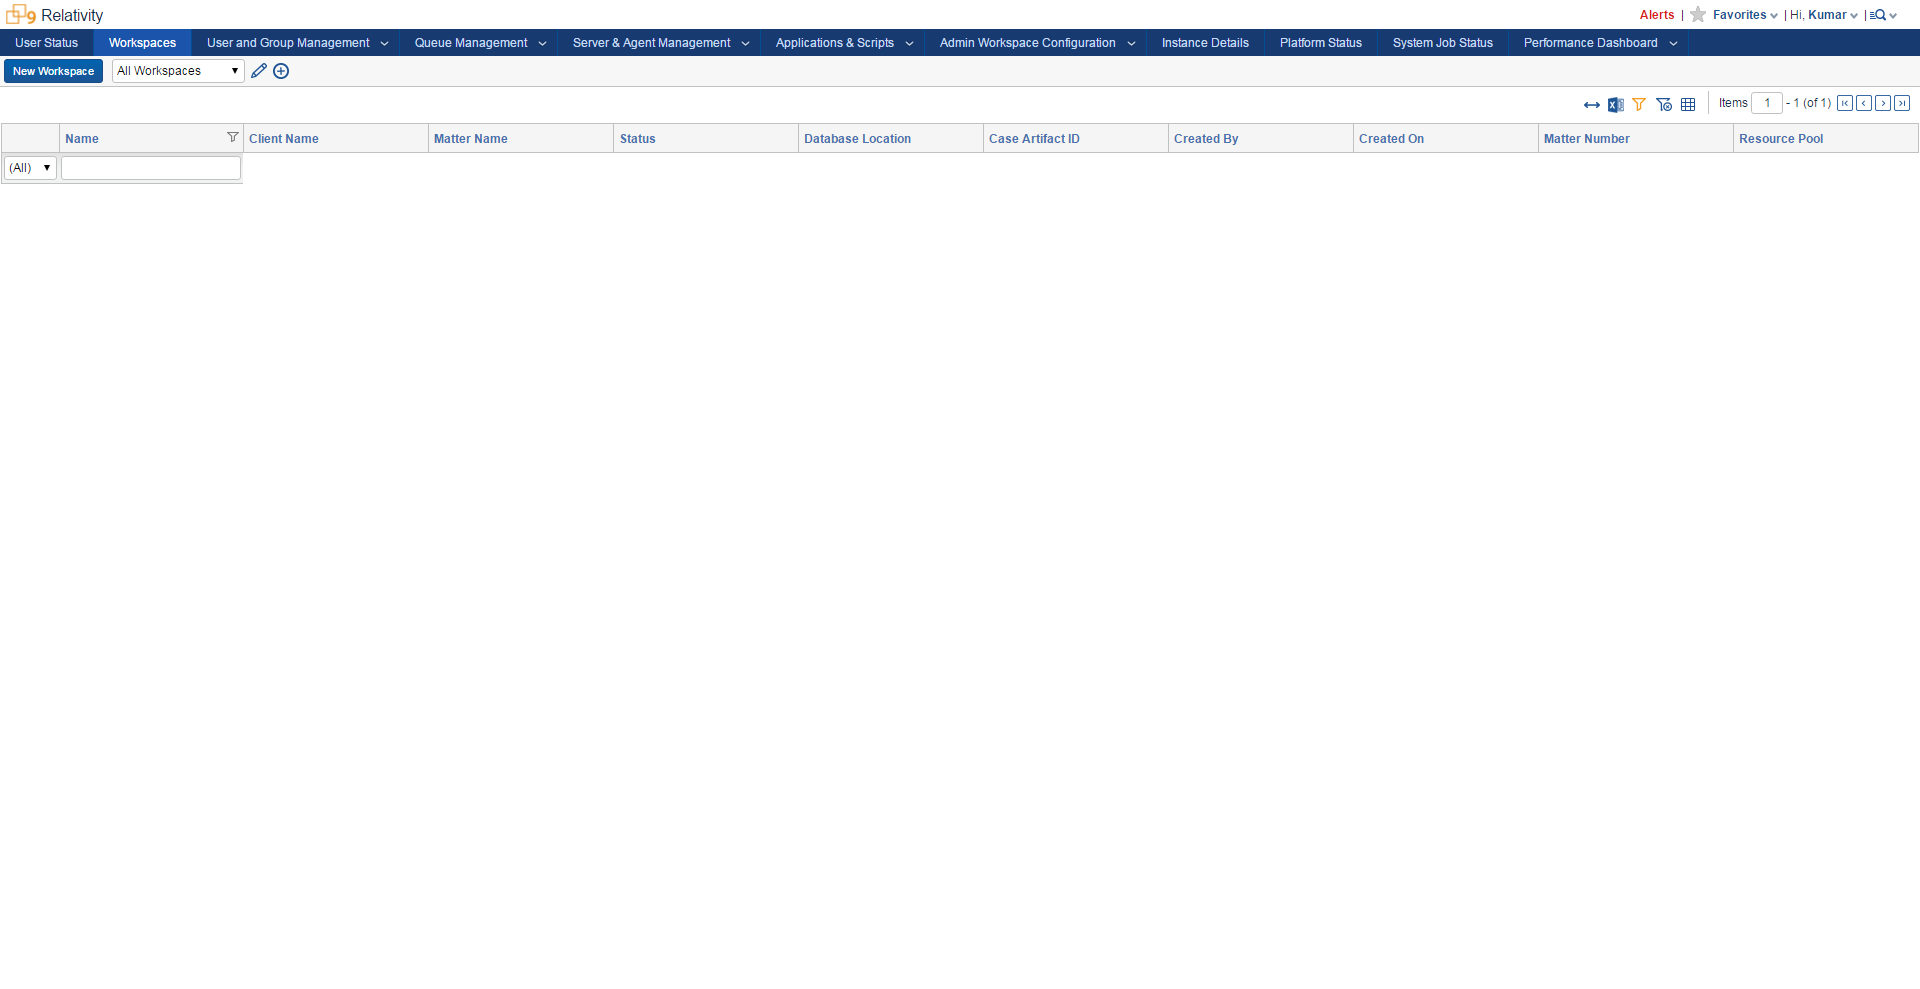 9 Relativity
Alerts | Favorites | Hi, Kumar |
User Status Workspaces User and Group Management Queue Management Server & Agent Management Applications & Scripts Admin Workspace Configuration Instance Details Platform Status System Job Status Performance Dashboard
New Workspace All Workspaces
Items 1 - 1 (of 1)
Name Client Name Matter Name Status Database Location Case Artifact ID Created By Created On Matter Number Resource Pool
(All)